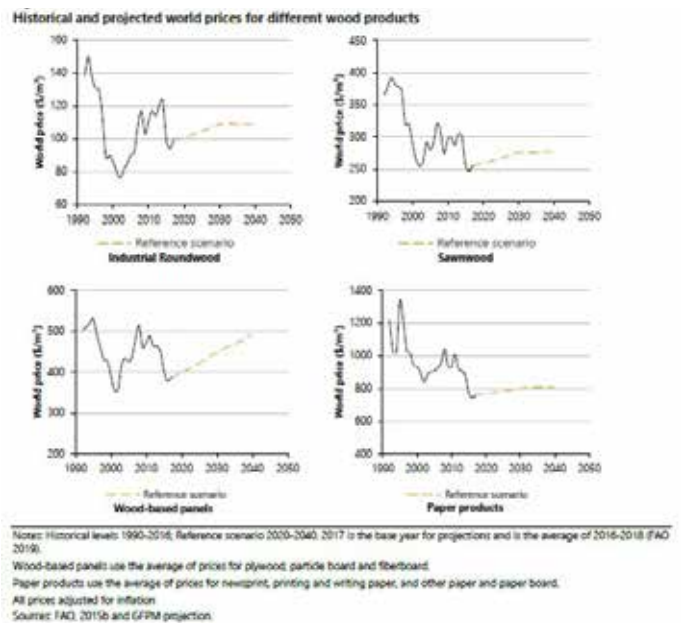 Historical and projected world prices for different wood products
World price ($/m³)
160
140
120
100
80
60
1990 2000 2010 2020 2030 2040 2050
Reference scenario
Industrial Roundwood
World price ($/m³)
450
400
350
300
250
200
1990 2000 2010 2020 2030 2040 2050
Reference scenario
Sawnwood
World price ($/m³)
600
500
400
300
200
1990 2000 2010 2020 2030 2040 2050
Reference scenario
Wood-based panels
World price ($/m³)
1400
1200
1000
800
600
400
1990 2000 2010 2020 2030 2040 2050
Reference scenario
Paper products
Notes: Historical levels 1990-2016, Reference scenario 2020-2040, 2017 is the base year for projections and is the average of 2016-2018 (FAO
2019).
Wood-based panels use the average of prices for plywood, particle board and fiberboard.
Paper products use the average of prices for newsprint, printing and writing paper, and other paper and paper board.
All prices adjusted for inflation
Sources: FAO, 2015b and GFPM projection.